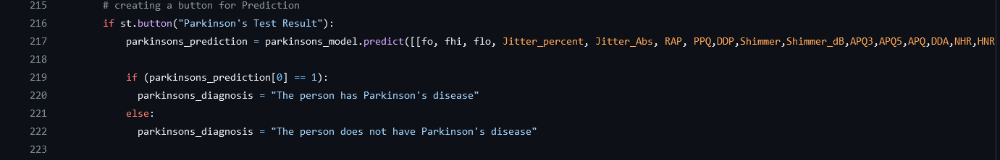 215 # creating a button for Prediction
216 if st.button("Parkinson's Test Result"):
217 parkinsons_prediction = parkinsons_model.predict([[fo, fhi, flo, Jitter_percent, Jitter_Abs, RAP, PPQ,DDP,Shimmer,Shimmer_dB,APQ3,APQ5,APQ,DDA,NHR,HNR
218
219 if (parkinsons_prediction[0] == 1):
220 parkinsons_diagnosis = "The person has Parkinson's disease"
221 else:
222 parkinsons_diagnosis = "The person does not have Parkinson's disease"
223